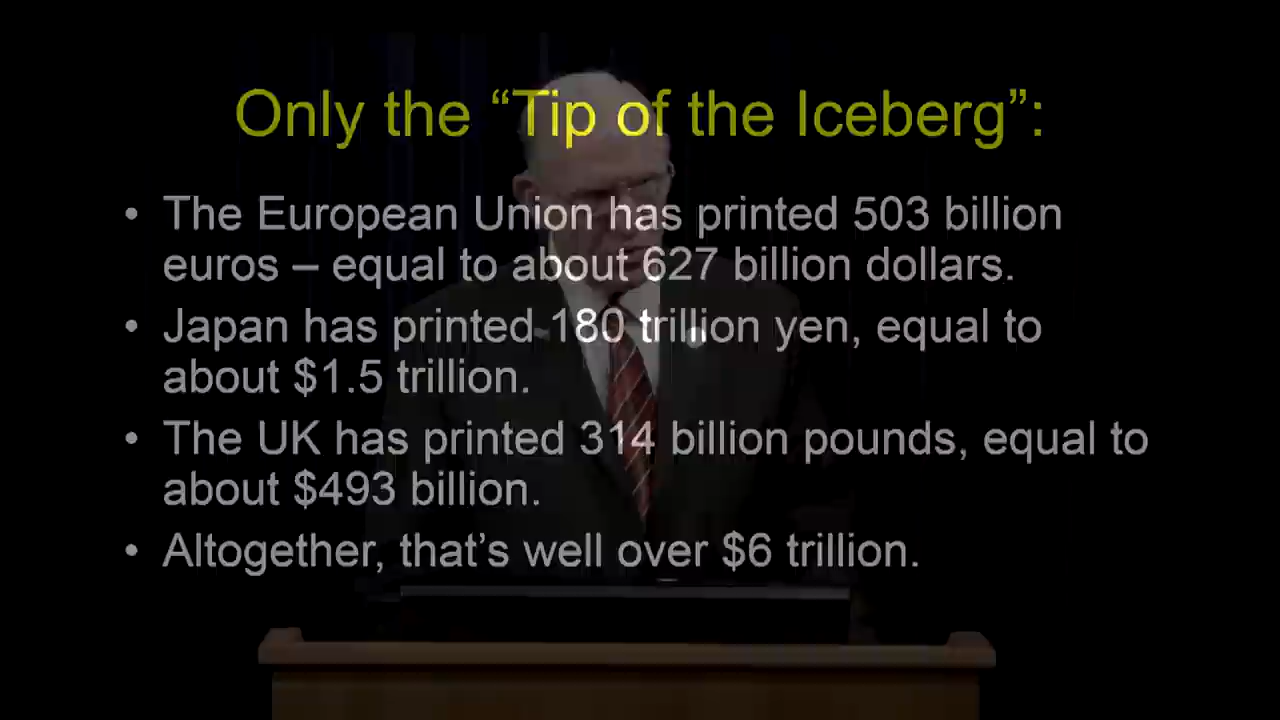 Only the “Tip of the Iceberg”:
• The European Union has printed 503 billion
euros – equal to about 627 billion dollars.
• Japan has printed 180 trillion yen, equal to
about $1.5 trillion.
• The UK has printed 314 billion pounds, equal to
about $493 billion.
• Altogether, that’s well over $6 trillion.